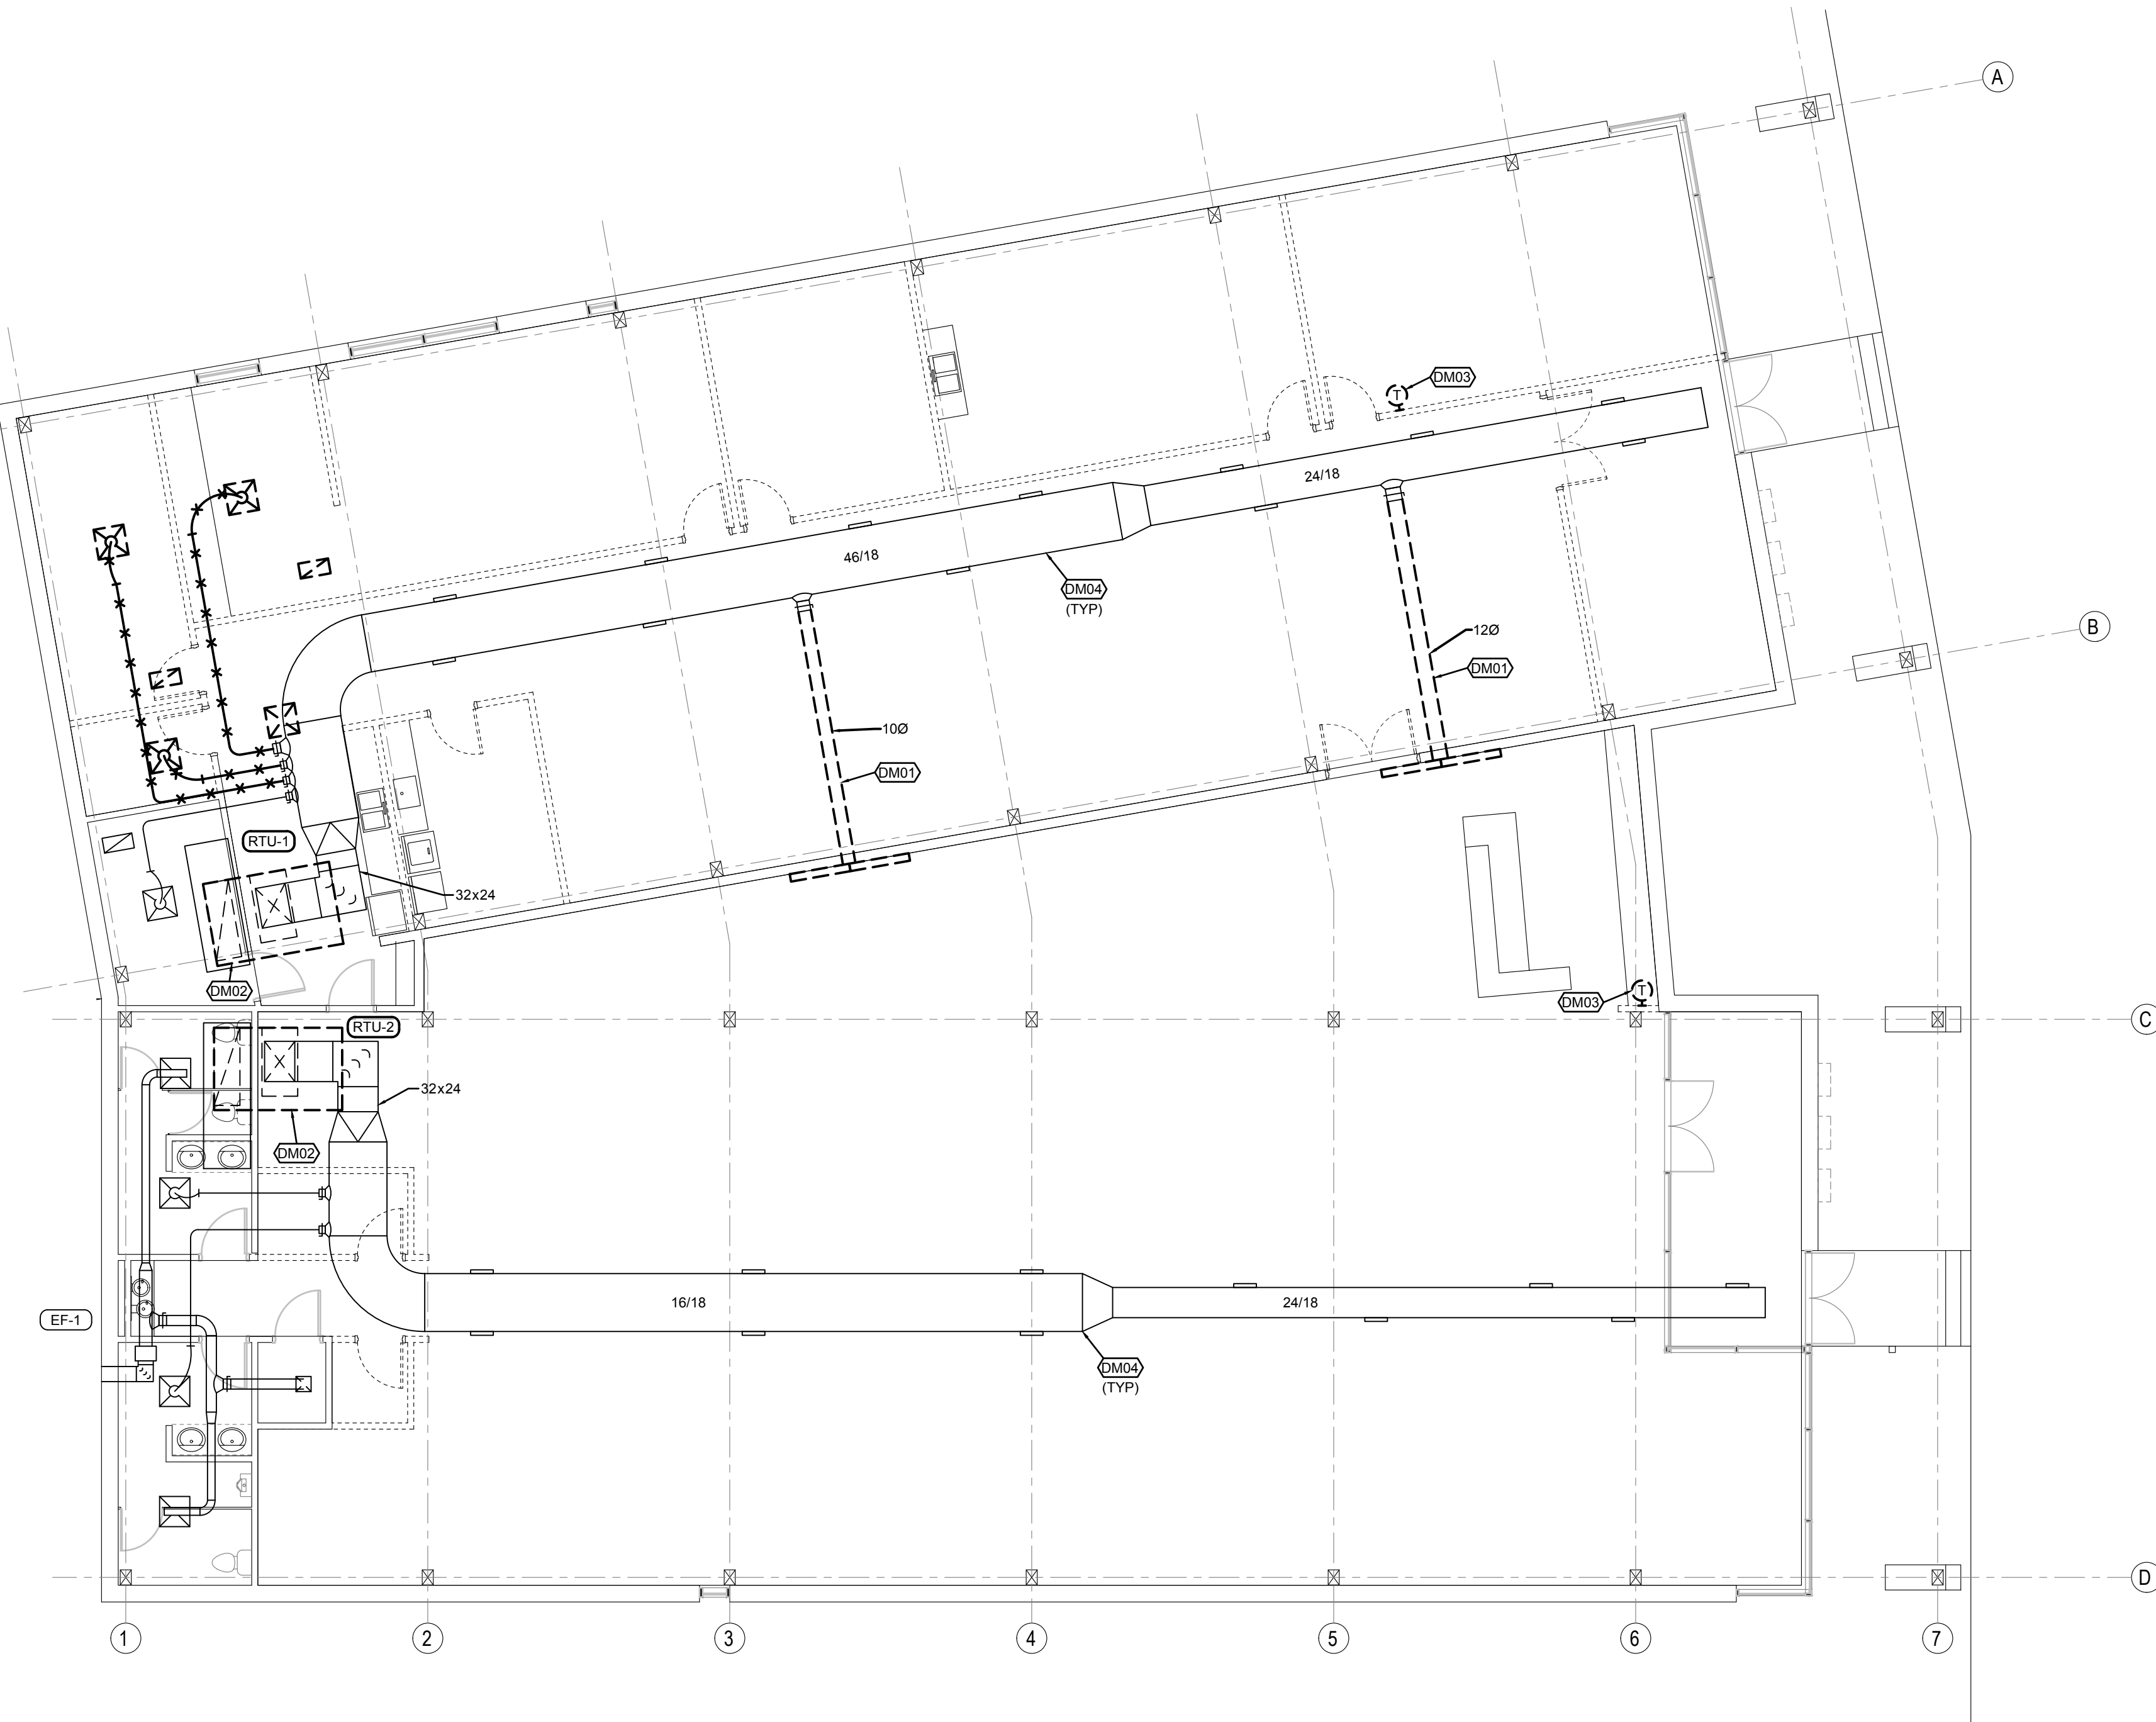 A
DM03
T
24/18
46/18
DM04
(TYP)
B
12Ø
DM01
10Ø
DM01
RTU-1
32x24
DM02
DM03
T
C
RTU-2
32x24
DM02
16/18
24/18
EF-1
DM04
(TYP)
D
1
2
3
4
5
6
7